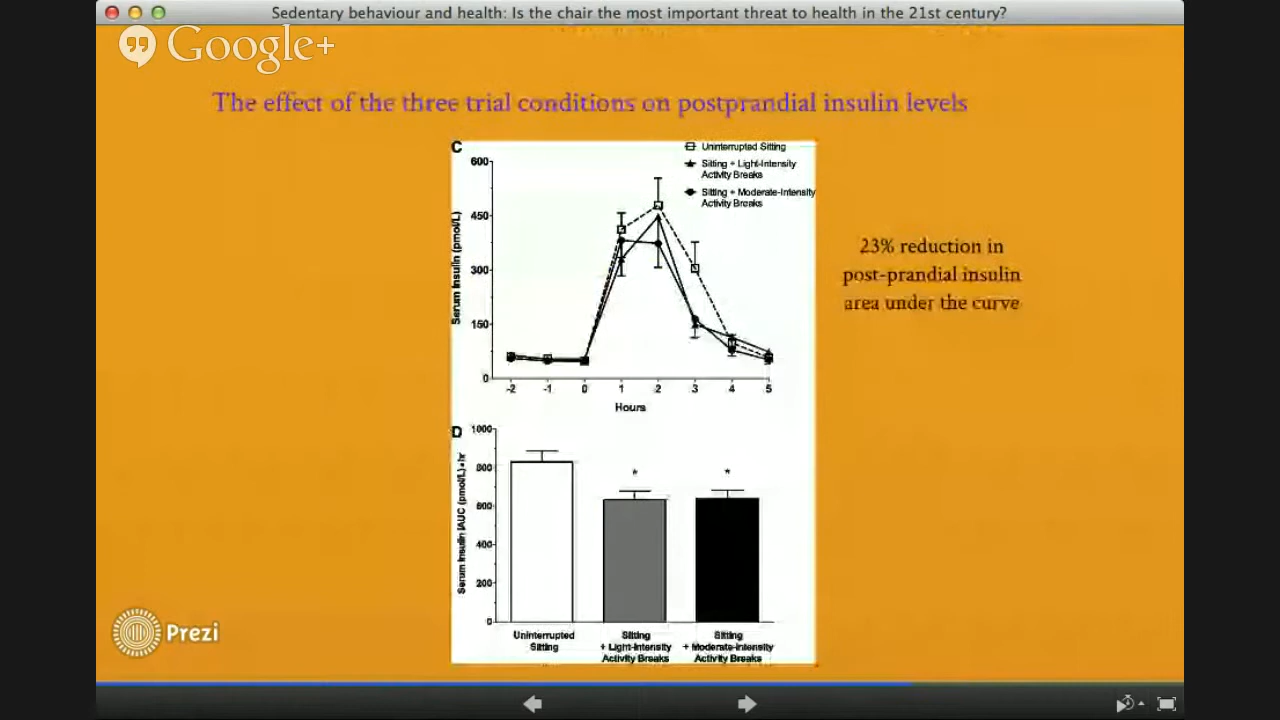 Sedentary behaviour and health: Is the chair the most important threat to health in the 21st century?
Google+
The effect of the three trial conditions on postprandial insulin levels
C
Uninterrupted Sitting
Sitting + Light-Intensity
Activity Breaks
Sitting + Moderate-Intensity
Activity Breaks
600
450
300
150
0
Serum Insulin (pmol/L)
-2 -1 0 1 2 3 4 5
Hours
23% reduction in
post-prandial insulin
area under the curve
D
1000
800
600
400
200
0
Serum Insulin iAUC (pmol/L)•hr
* *
Uninterrupted
Sitting
Sitting
+ Light-Intensity
Activity Breaks
Sitting
+ Moderate-Intensity
Activity Breaks
Prezi